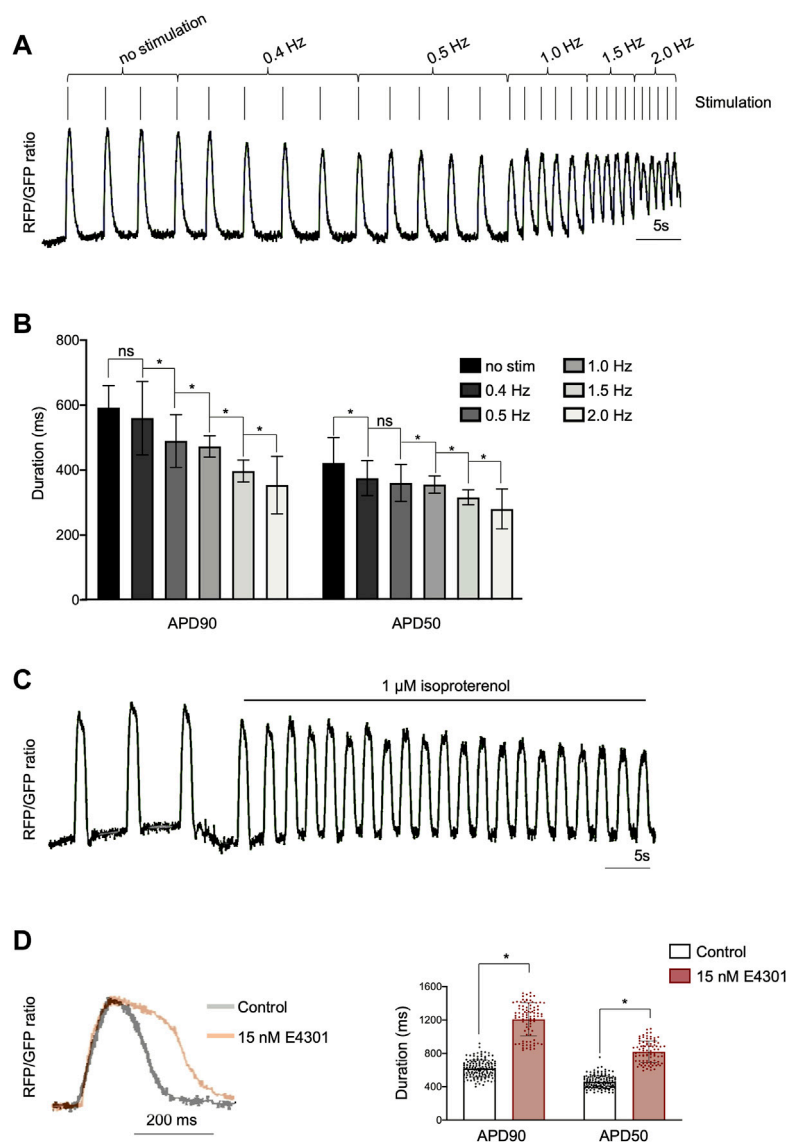 A
no stimulation
0.4 Hz
0.5 Hz
1.0 Hz
1.5 Hz
2.0 Hz
Stimulation
RFP/GFP ratio
5s
B
Duration (ms)
800
600
400
200
0
ns
*
*
*
*
*
ns
*
*
*
no stim
0.4 Hz
0.5 Hz
1.0 Hz
1.5 Hz
2.0 Hz
APD90
APD50
C
1 µM isoproterenol
RFP/GFP ratio
5s
D
RFP/GFP ratio
Control
15 nM E4301
200 ms
Control
15 nM E4301
Duration (ms)
1600
1200
800
400
0
*
*
APD90
APD50